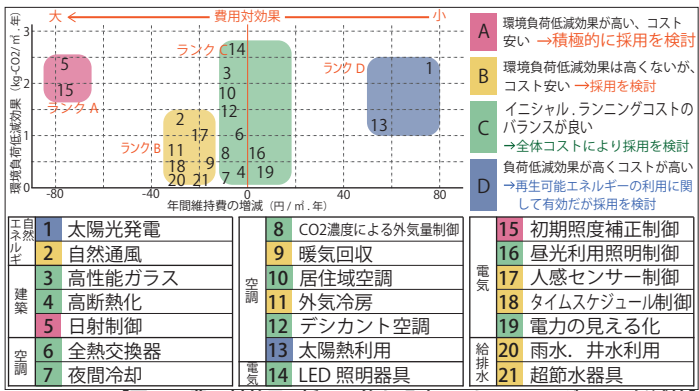 大 ← 費用対効果 小
環境負荷低減効果（kg-CO2/㎡.年）
3
2
1
0
-80
-40
0
40
80
年間維持費の増減（円/㎡.年）
ランクA
ランクB
ランクC
ランクD
5
15
2
17
11
18
9
20
21
14
3
10
12
6
8
16
4
19
7
1
13
A
環境負荷低減効果が高い、コスト
安い →積極的に採用を検討
B
環境負荷低減効果は高くないが、
コスト安い →採用を検討
C
イニシャル.ランニングコストの
バランスが良い
→全体コストにより採用を検討
D
負荷低減効果が高くコストが高い
→再生可能エネルギーの利用に関
して有効だが採用を検討
自然エネルギ
1 太陽光発電
2 自然通風
建築
3 高性能ガラス
4 高断熱化
5 日射制御
空調
6 全熱交換器
7 夜間冷却
空調
8 CO2濃度による外気量制御
9 暖気回収
10 居住域空調
11 外気冷房
12 デシカント空調
13 太陽熱利用
電気
14 LED 照明器具
電気
15 初期照度補正制御
16 昼光利用照明制御
17 人感センサー制御
18 タイムスケジュール制御
19 電力の見える化
給排水
20 雨水．井水利用
21 超節水器具